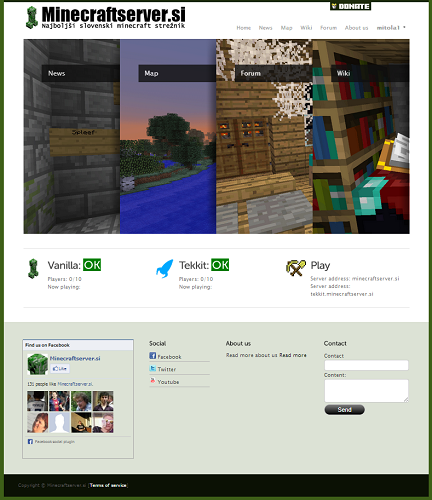 DONATE
Minecraftserver.si
Najboljši slovenski minecraft strežnik
Home News Map Wiki Forum About us mitola1
News
Map
Forum
Wiki
Spleef
Vanilla: OK
Players: 0/10
Now playing:
Tekkit: OK
Players: 0/10
Now playing:
Play
Server address: minecraftserver.si
Server address:
tekkit.minecraftserver.si
Find us on Facebook
Minecraftserver.si
Like
131 people like Minecraftserver.si.
Facebook social plugin
Social
Facebook
Twitter
Youtube
About us
Read more about us Read more
Contact
Contact
Content:
Send
Copyright © Minecraftserver.si [Terms of service]